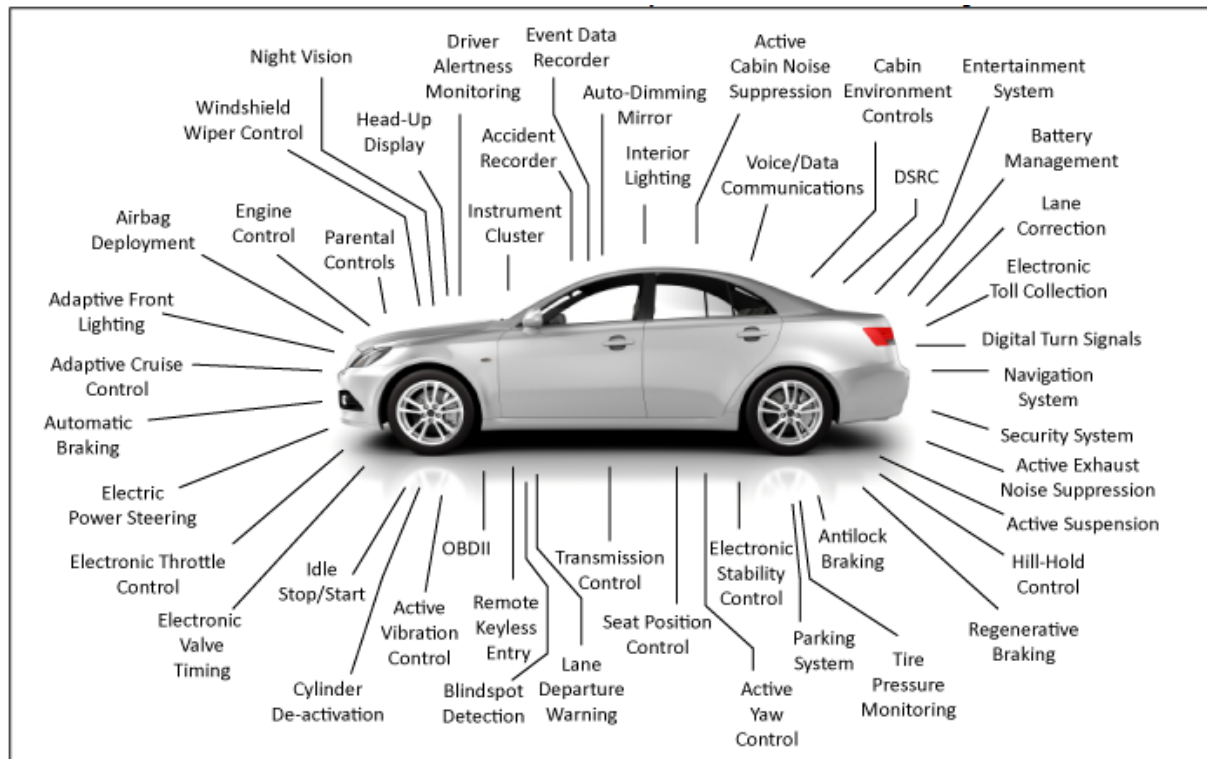 Night Vision
Driver
Alertness
Monitoring
Event Data
Recorder
Active
Cabin Noise
Suppression
Cabin
Environment
Controls
Entertainment
System
Windshield
Wiper Control
Head-Up
Display
Accident
Recorder
Auto-Dimming
Mirror
Interior
Lighting
Voice/Data
Communications
DSRC
Battery
Management
Airbag
Deployment
Engine
Control
Parental
Controls
Instrument
Cluster
Lane
Correction
Electronic
Toll Collection
Adaptive Front
Lighting
Digital Turn Signals
Adaptive Cruise
Control
Navigation
System
Automatic
Braking
Security System
Electric
Power Steering
Active Exhaust
Noise Suppression
Active Suspension
Electronic Throttle
Control
Idle
Stop/Start
OBDII
Transmission
Control
Electronic
Stability
Control
Antilock
Braking
Hill-Hold
Control
Electronic
Valve
Timing
Active
Vibration
Control
Remote
Keyless
Entry
Seat Position
Control
Parking
System
Regenerative
Braking
Cylinder
De-activation
Blindspot
Detection
Lane
Departure
Warning
Active
Yaw
Control
Tire
Pressure
Monitoring